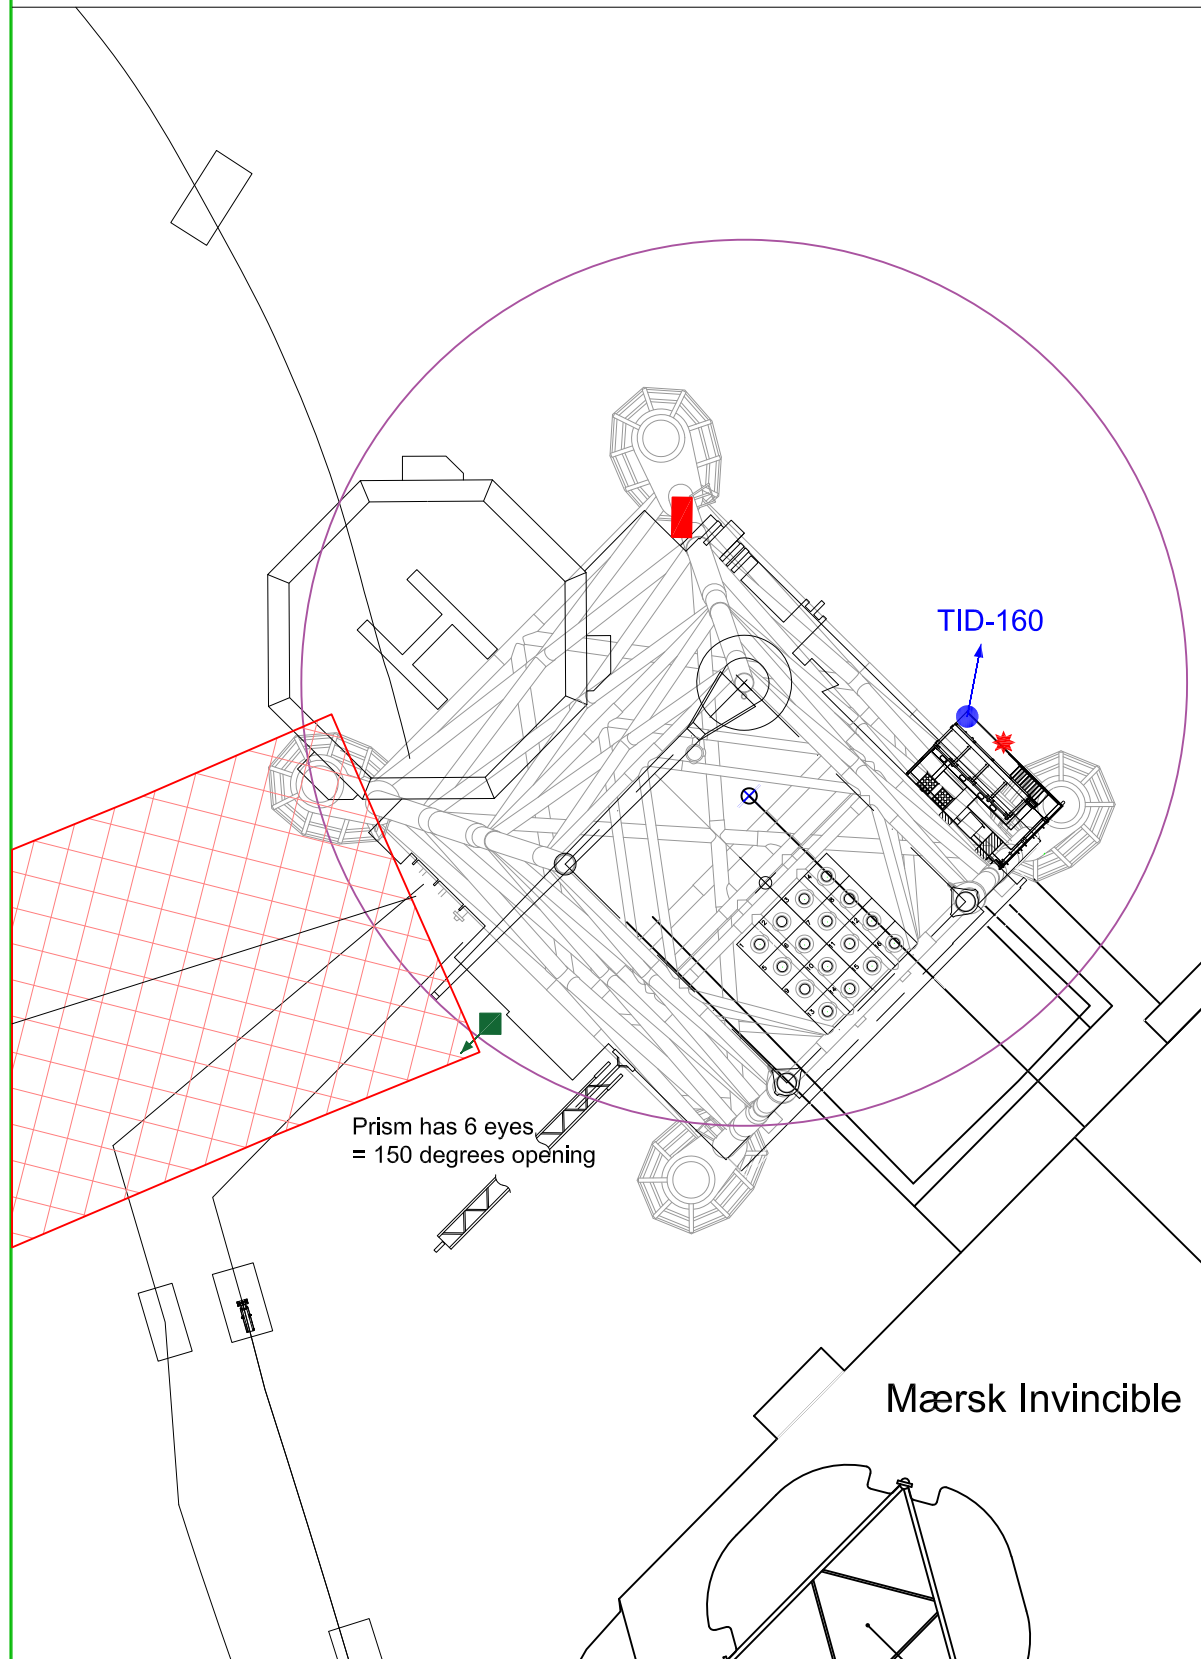 TID-160
Prism has 6 eyes
= 150 degrees opening
Mærsk Invincible